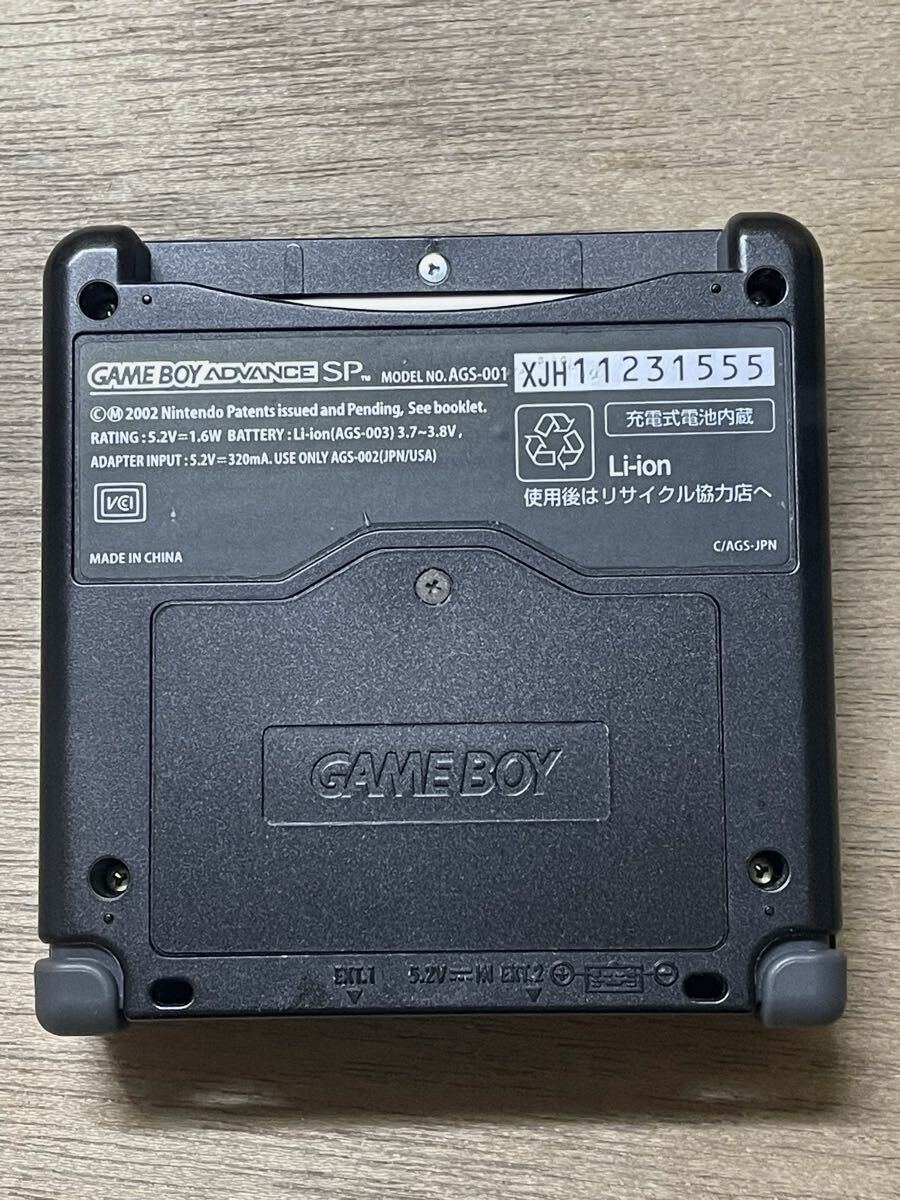 GAME BOY ADVANCE SP™ MODEL NO. AGS-001 XJH11231555
©Ⓜ 2002 Nintendo Patents issued and Pending, See booklet.
RATING : 5.2V⎓1.6W BATTERY : Li-ion(AGS-003) 3.7~3.8V,
ADAPTER INPUT : 5.2V⎓320mA. USE ONLY AGS-002(JPN/USA)
VCI
MADE IN CHINA
充電式電池内蔵
Li-ion
使用後はリサイクル協力店へ
C/AGS-JPN
GAME BOY
EXT.1 5.2V⎓IN EXT.2